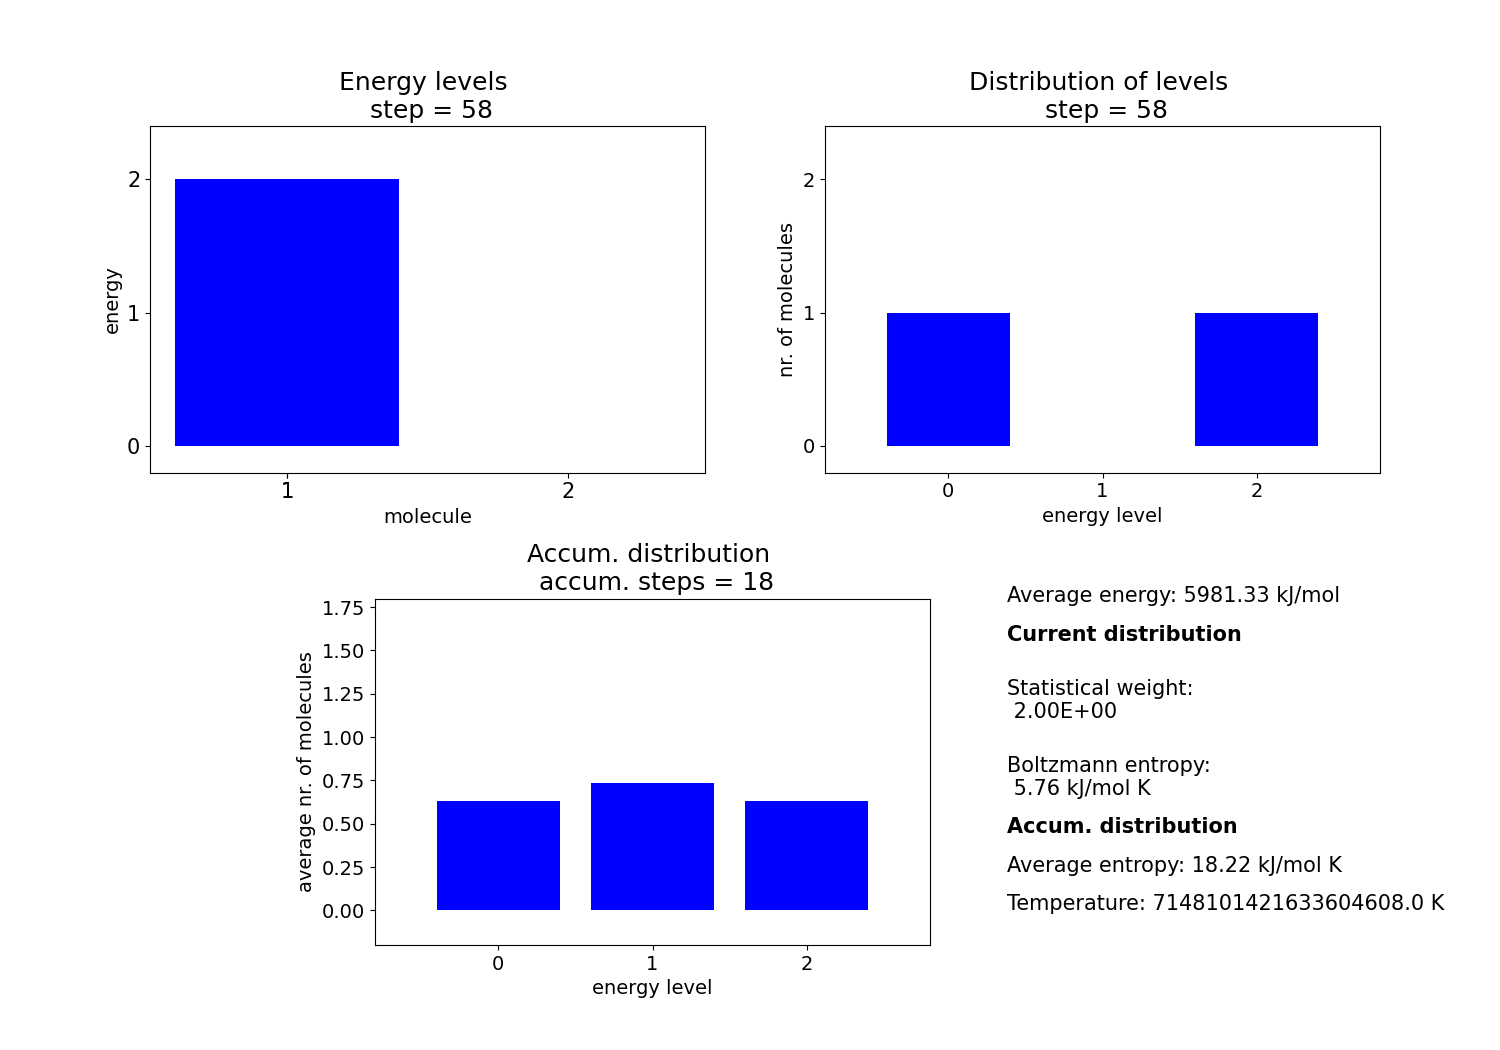 Energy levels
step = 58
2
1
0
energy
1
2
molecule
Distribution of levels
step = 58
2
1
0
nr. of molecules
0
1
2
energy level
Accum. distribution
accum. steps = 18
1.75
1.50
1.25
1.00
0.75
0.50
0.25
0.00
average nr. of molecules
0
1
2
energy level
Average energy: 5981.33 kJ/mol
Current distribution
Statistical weight:
2.00E+00
Boltzmann entropy:
5.76 kJ/mol K
Accum. distribution
Average entropy: 18.22 kJ/mol K
Temperature: 7148101421633604608.0 K